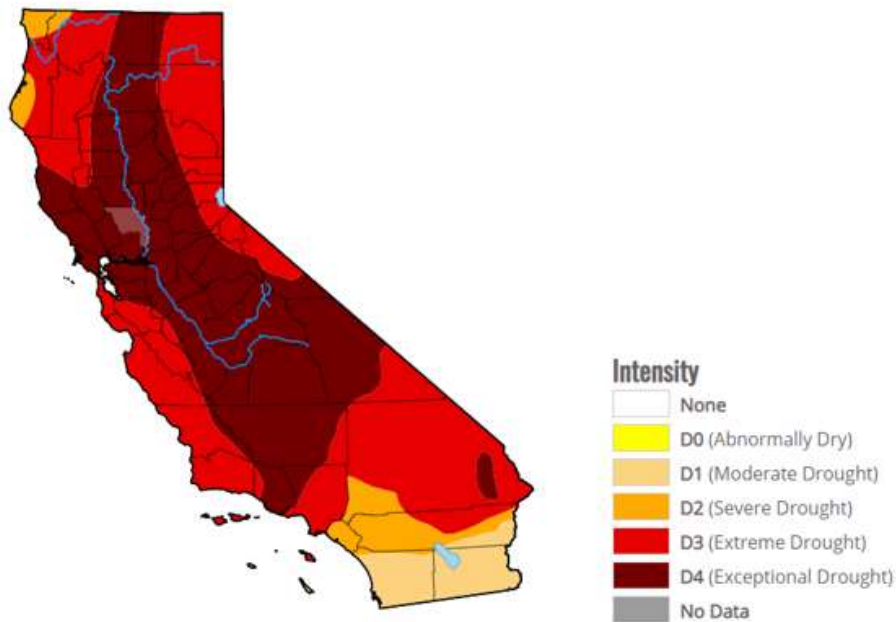 Intensity
None
D0 (Abnormally Dry)
D1 (Moderate Drought)
D2 (Severe Drought)
D3 (Extreme Drought)
D4 (Exceptional Drought)
No Data